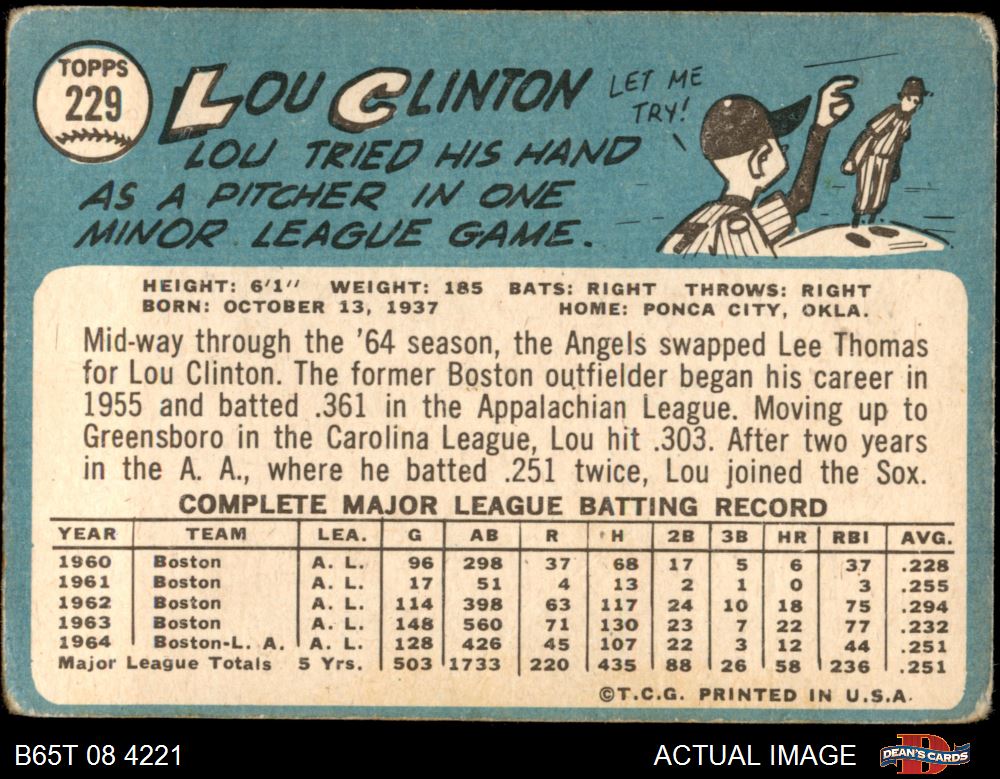 TOPPS
229
LOU CLINTON
LET ME
TRY!
LOU TRIED HIS HAND
AS A PITCHER IN ONE
MINOR LEAGUE GAME.
HEIGHT: 6'1" WEIGHT: 185 BATS: RIGHT THROWS: RIGHT
BORN: OCTOBER 13, 1937 HOME: PONCA CITY, OKLA.
Mid-way through the '64 season, the Angels swapped Lee Thomas
for Lou Clinton. The former Boston outfielder began his career in
1955 and batted .361 in the Appalachian League. Moving up to
Greensboro in the Carolina League, Lou hit .303. After two years
in the A. A., where he batted .251 twice, Lou joined the Sox.
COMPLETE MAJOR LEAGUE BATTING RECORD
YEAR TEAM LEA. G AB R H 2B 3B HR RBI AVG.
1960 Boston A. L. 96 298 37 68 17 5 6 37 .228
1961 Boston A. L. 17 51 4 13 2 1 0 3 .255
1962 Boston A. L. 114 398 63 117 24 10 18 75 .294
1963 Boston A. L. 148 560 71 130 23 7 22 77 .232
1964 Boston-L. A. A. L. 128 426 45 107 22 3 12 44 .251
Major League Totals 5 Yrs. 503 1733 220 435 88 26 58 236 .251
©T.C.G. PRINTED IN U.S.A.
B65T 08 4221 ACTUAL IMAGE DEAN'S CARDS